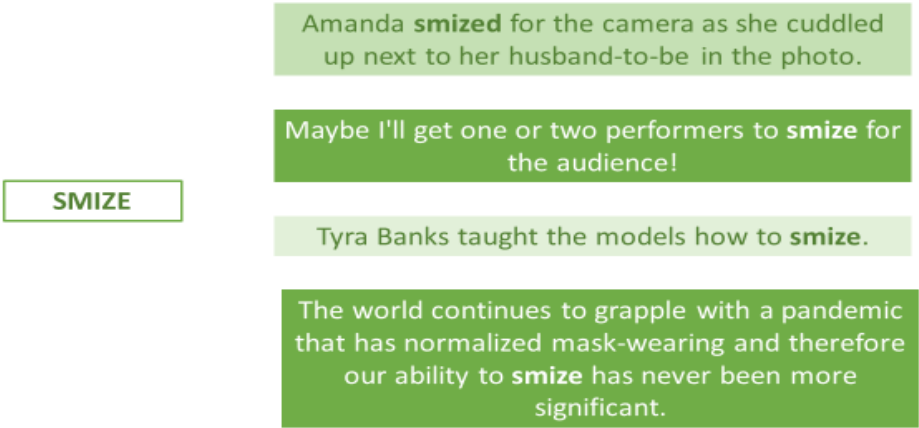 Amanda smized for the camera as she cuddled
up next to her husband-to-be in the photo.
Maybe I'll get one or two performers to smize for
the audience!
SMIZE
Tyra Banks taught the models how to smize.
The world continues to grapple with a pandemic
that has normalized mask-wearing and therefore
our ability to smize has never been more
significant.